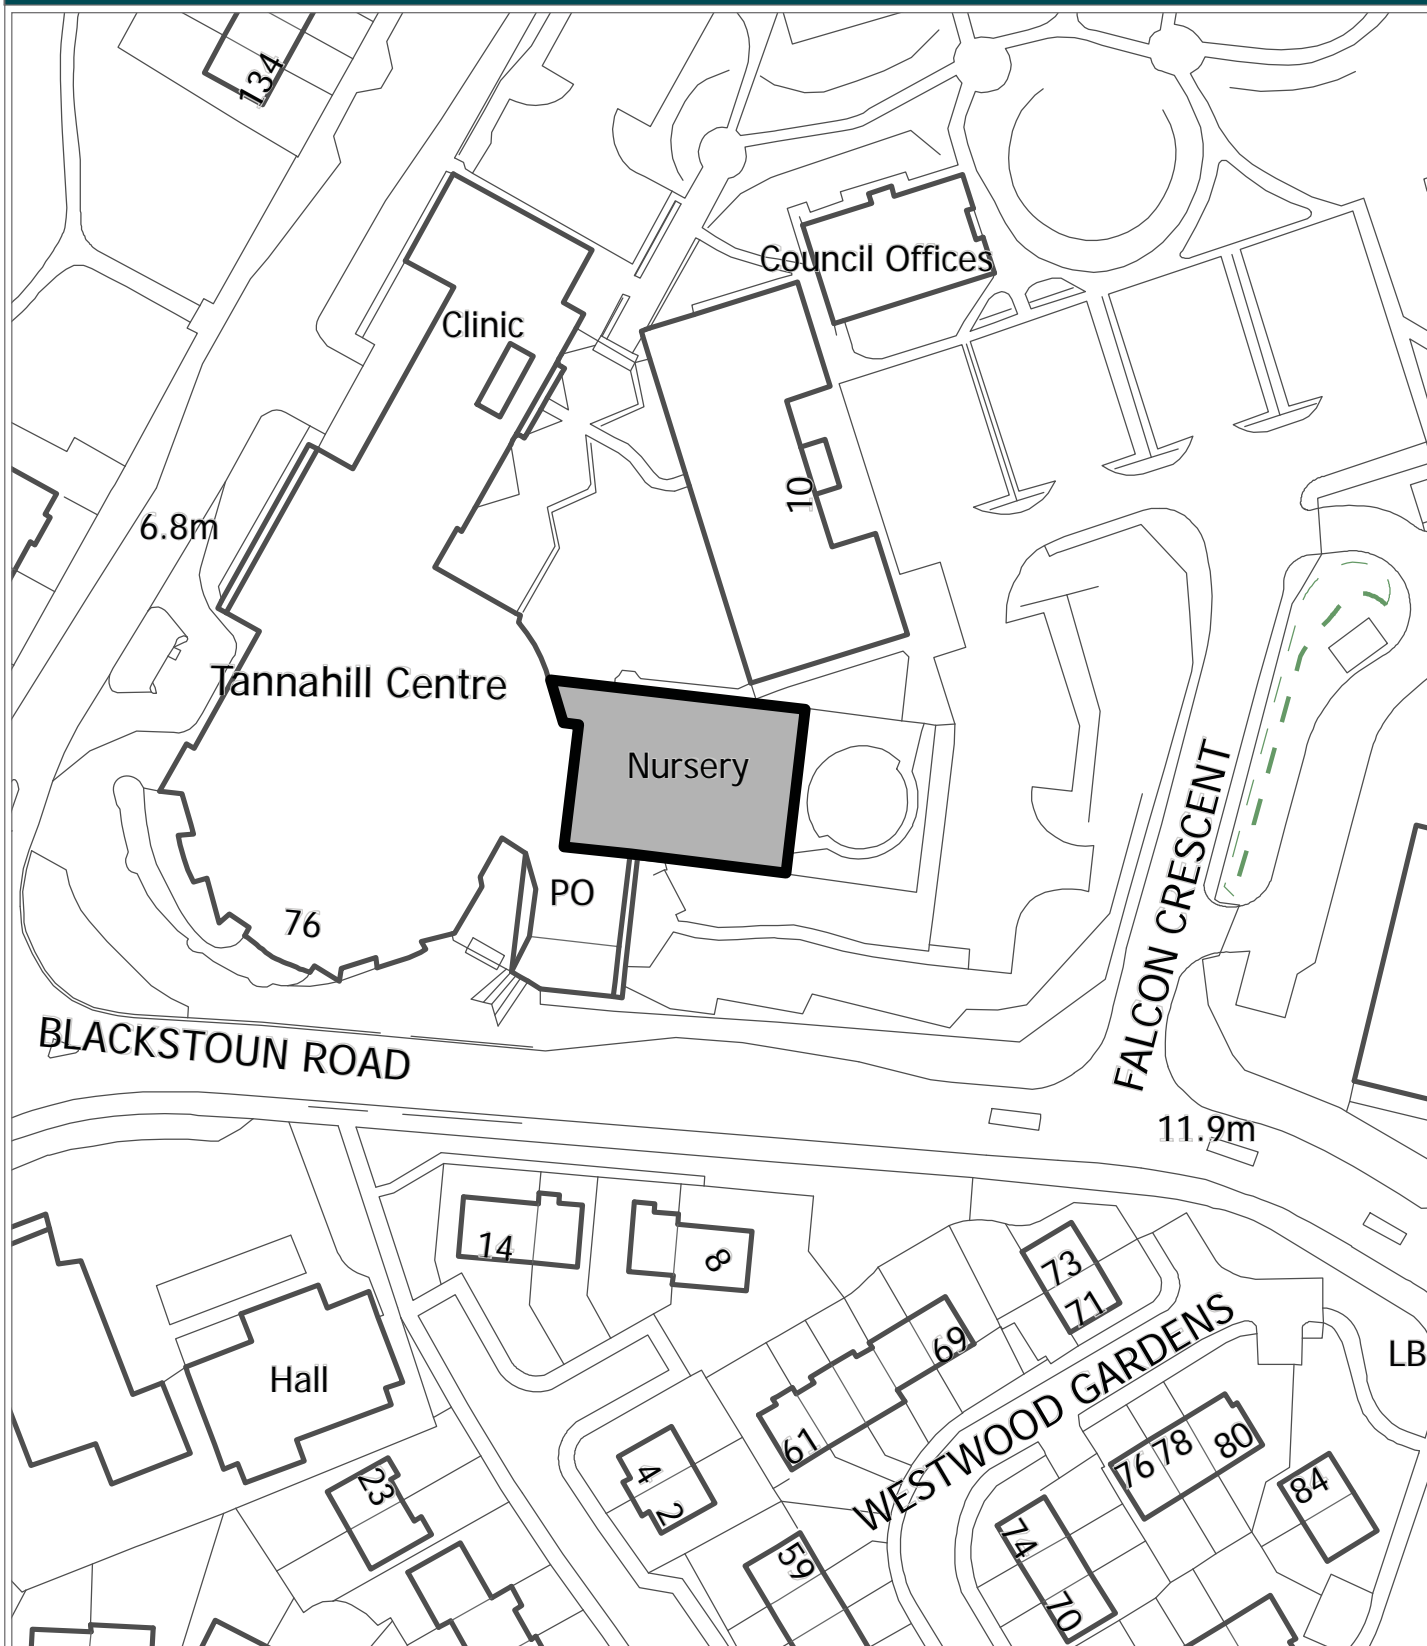 134
Council Offices
Clinic
10
6.8m
Tannahill Centre
Nursery
FALCON CRESCENT
PO
76
BLACKSTOUN ROAD
11.9m
14
8
73
71
69
LB
Hall
61
WESTWOOD GARDENS
80
78
76
84
4
2
23
74
59
70